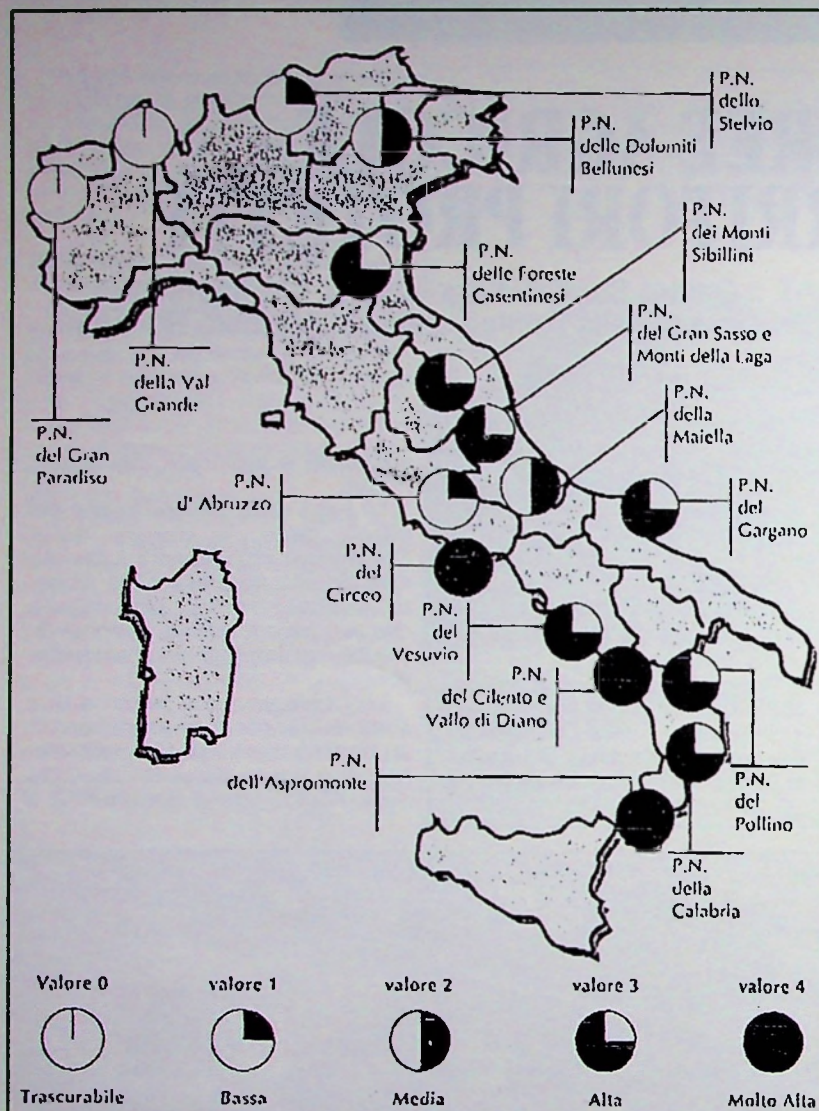 P.N.
dello
Stelvio
P.N.
delle Dolomiti
Bellunesi
P.N.
dei Monti
Sibillini
P.N.
delle Foreste
Casentinesi
P.N.
del Gran Sasso e
Monti della Laga
P.N.
della Val
Grande
P.N.
della
Maiella
P.N.
del Gran
Paradiso
P.N.
d' Abruzzo
P.N.
del
Gargano
P.N.
del
Circeo
P.N.
del
Vesuvio
P.N.
del Cilento e
Vallo di Diano
P.N.
dell'Aspromonte
P.N.
del
Pollino
P.N.
della
Calabria
Valore 0 valore 1 valore 2 valore 3 valore 4
Trascurabile Bassa Media Alta Molto Alta